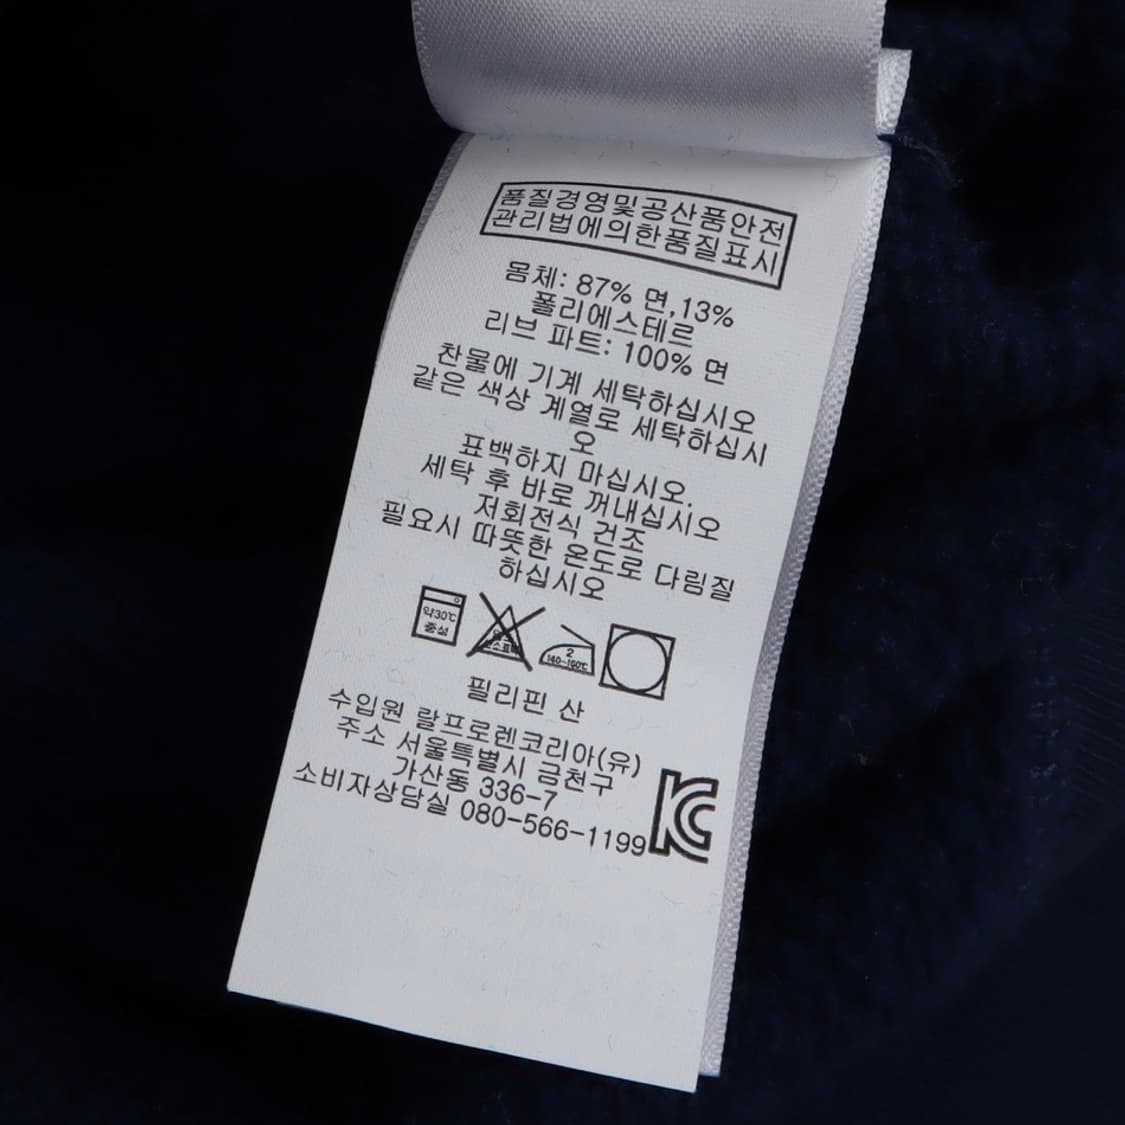 품질경영및공산품안전
관리법에의한품질표시
몸체: 87% 면,13%
폴리에스테르
리브 파트: 100% 면
찬물에 기계 세탁하십시오
같은 색상 계열로 세탁하십시
오
표백하지 마십시오.
세탁 후 바로 꺼내십시오
저회전식 건조
필요시 따뜻한 온도로 다림질
하십시오
약30℃
중성
2
140~160℃
필리핀 산
수입원 랄프로렌코리아(유)
주소 서울특별시 금천구
가산동 336-7
소비자상담실 080-566-1199
KC